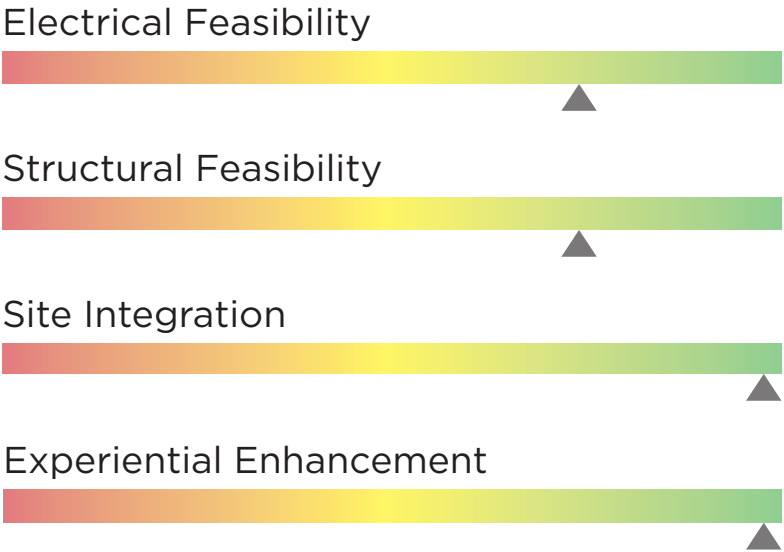 Electrical Feasibility
Structural Feasibility
Site Integration
Experiential Enhancement